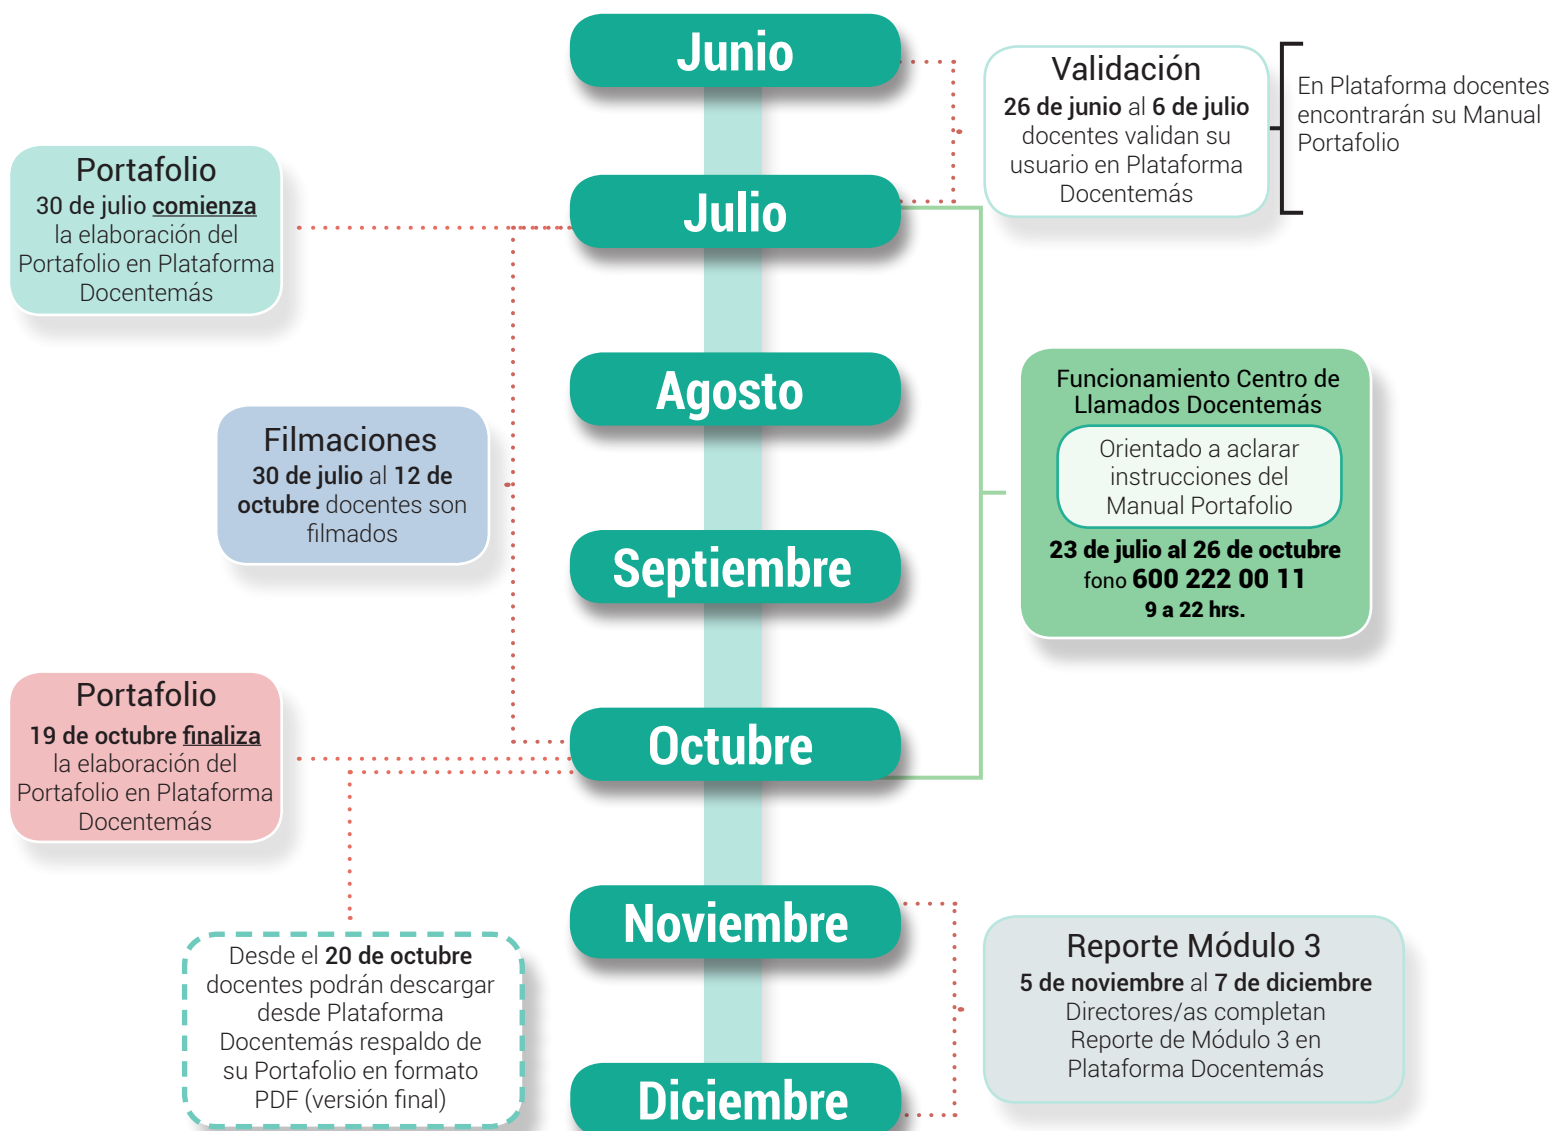 Junio
Validación
26 de junio al 6 de julio
docentes validan su
usuario en Plataforma
Docentemás
En Plataforma docentes
encontrarán su Manual
Portafolio
Portafolio
30 de julio comienza
la elaboración del
Portafolio en Plataforma
Docentemás
Julio
Agosto
Funcionamiento Centro de
Llamados Docentemás
Orientado a aclarar
instrucciones del
Manual Portafolio
23 de julio al 26 de octubre
fono 600 222 00 11
9 a 22 hrs.
Filmaciones
30 de julio al 12 de
octubre docentes son
filmados
Septiembre
Portafolio
19 de octubre finaliza
la elaboración del
Portafolio en Plataforma
Docentemás
Octubre
Noviembre
Desde el 20 de octubre
docentes podrán descargar
desde Plataforma
Docentemás respaldo de
su Portafolio en formato
PDF (versión final)
Reporte Módulo 3
5 de noviembre al 7 de diciembre
Directores/as completan
Reporte de Módulo 3 en
Plataforma Docentemás
Diciembre